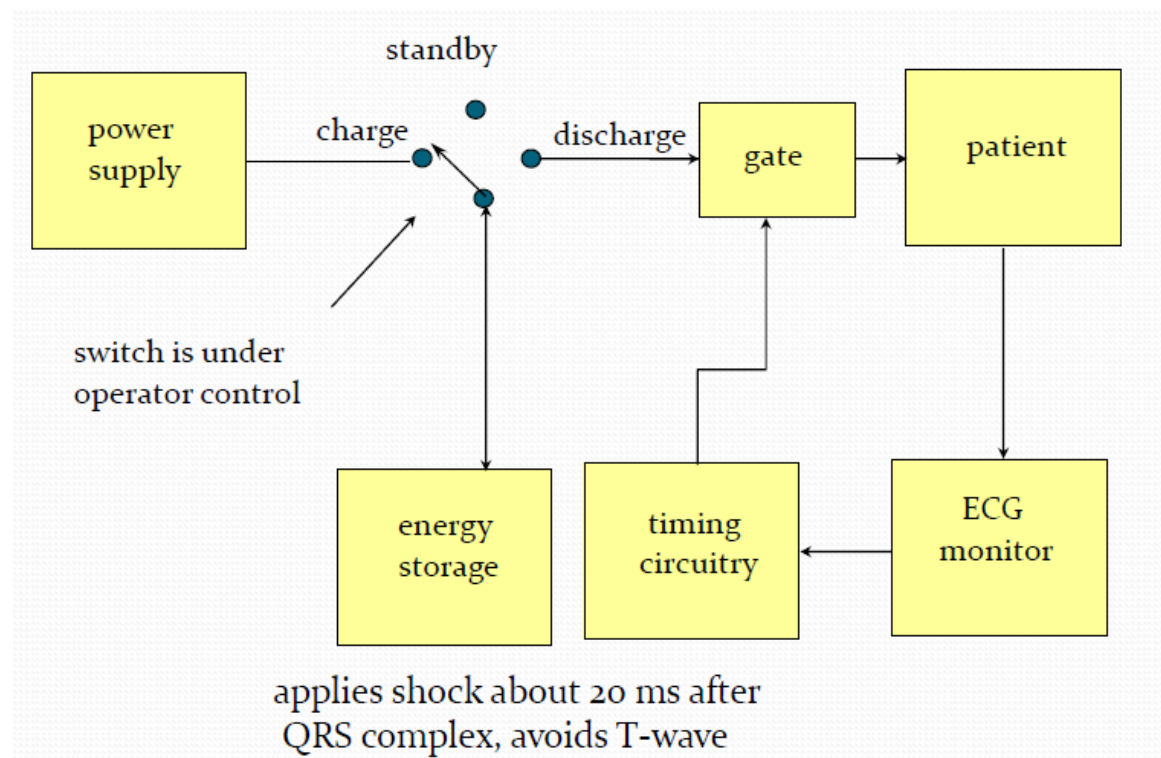 standby
power
supply
charge
discharge
gate
patient
switch is under
operator control
energy
storage
timing
circuitry
ECG
monitor
applies shock about 20 ms after
QRS complex, avoids T-wave